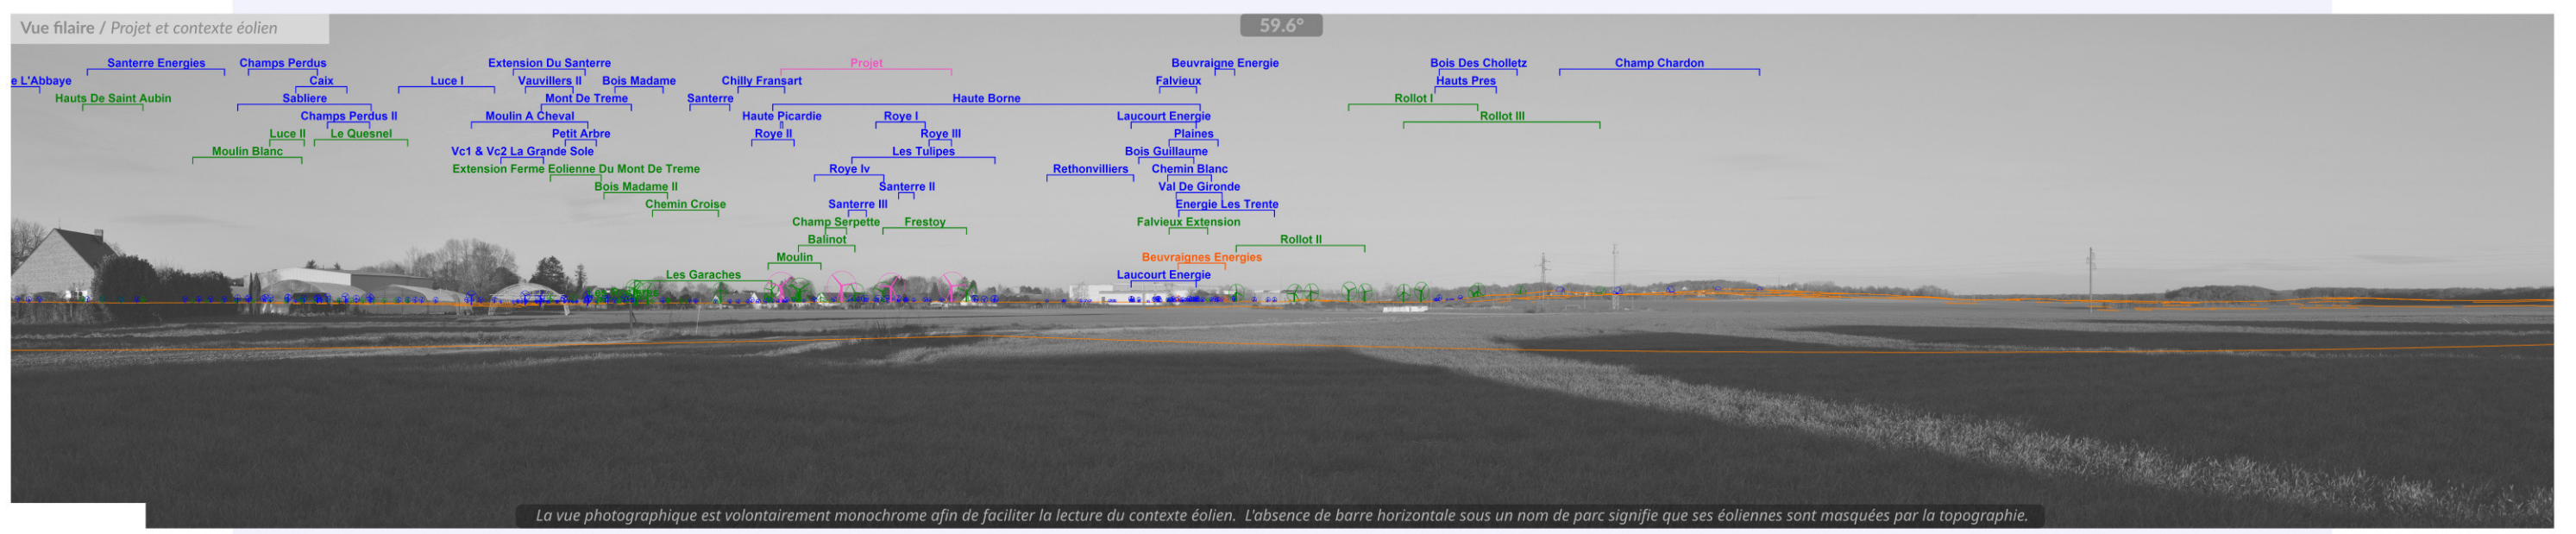 Vue filaire / Projet et contexte éolien
59.6°
Santerre Energies Champs Perdus Extension Du Santerre Projet Beuvraigne Energie Bois Des Cholletz Champ Chardon
e L'Abbaye Caix Luce I Vauvillers II Bois Madame Chilly Fransart Falvieux Hauts Pres
Hauts De Saint Aubin Sabliere Mont De Treme Santerre Haute Borne Rollot I
Champs Perdus II Moulin A Cheval Haute Picardie Roye I Laucourt Energie Rollot III
Luce II Le Quesnel Petit Arbre Roye II Roye III Plaines
Moulin Blanc Vc1 & Vc2 La Grande Sole Les Tulipes Bois Guillaume
Extension Ferme Eolienne Du Mont De Treme Roye Iv Rethonvilliers Chemin Blanc
Bois Madame II Santerre II Val De Gironde
Chemin Croise Santerre III Energie Les Trente
Champ Serpette Frestoy Falvieux Extension
Balinot Rollot II
Moulin Beuvraignes Energies
Les Garaches Laucourt Energie
La vue photographique est volontairement monochrome afin de faciliter la lecture du contexte éolien. L'absence de barre horizontale sous un nom de parc signifie que ses éoliennes sont masquées par la topographie.